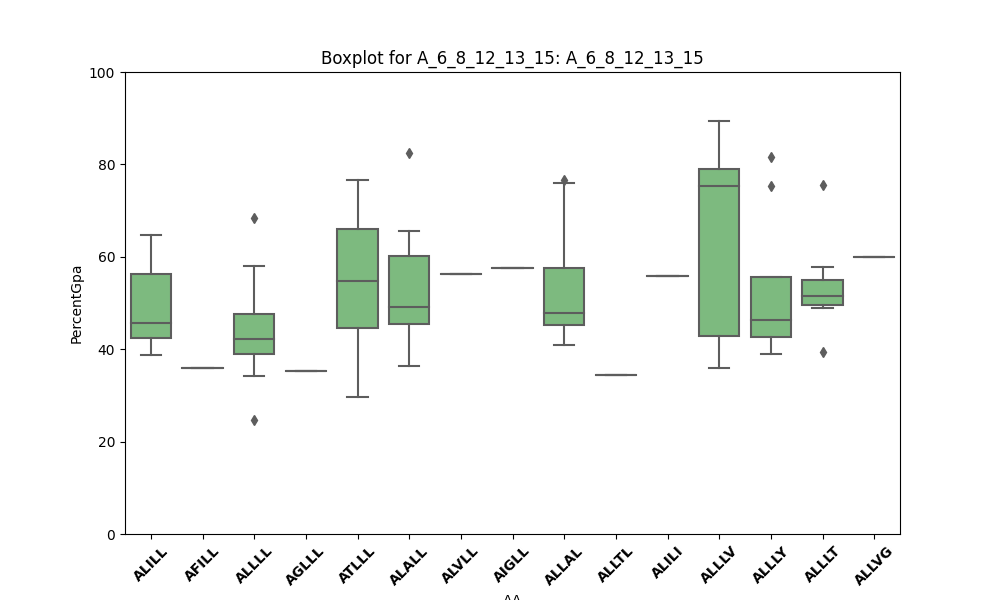 Boxplot for A_6_8_12_13_15: A_6_8_12_13_15
100
80
60
40
20
0
PercentGpa
ALILL AFILL ALLLL AGLLL ATLLL ALALL ALVLL AIGLL ALLAL ALLTL ALILI ALLLV ALLLY ALLLT ALLVG
AA